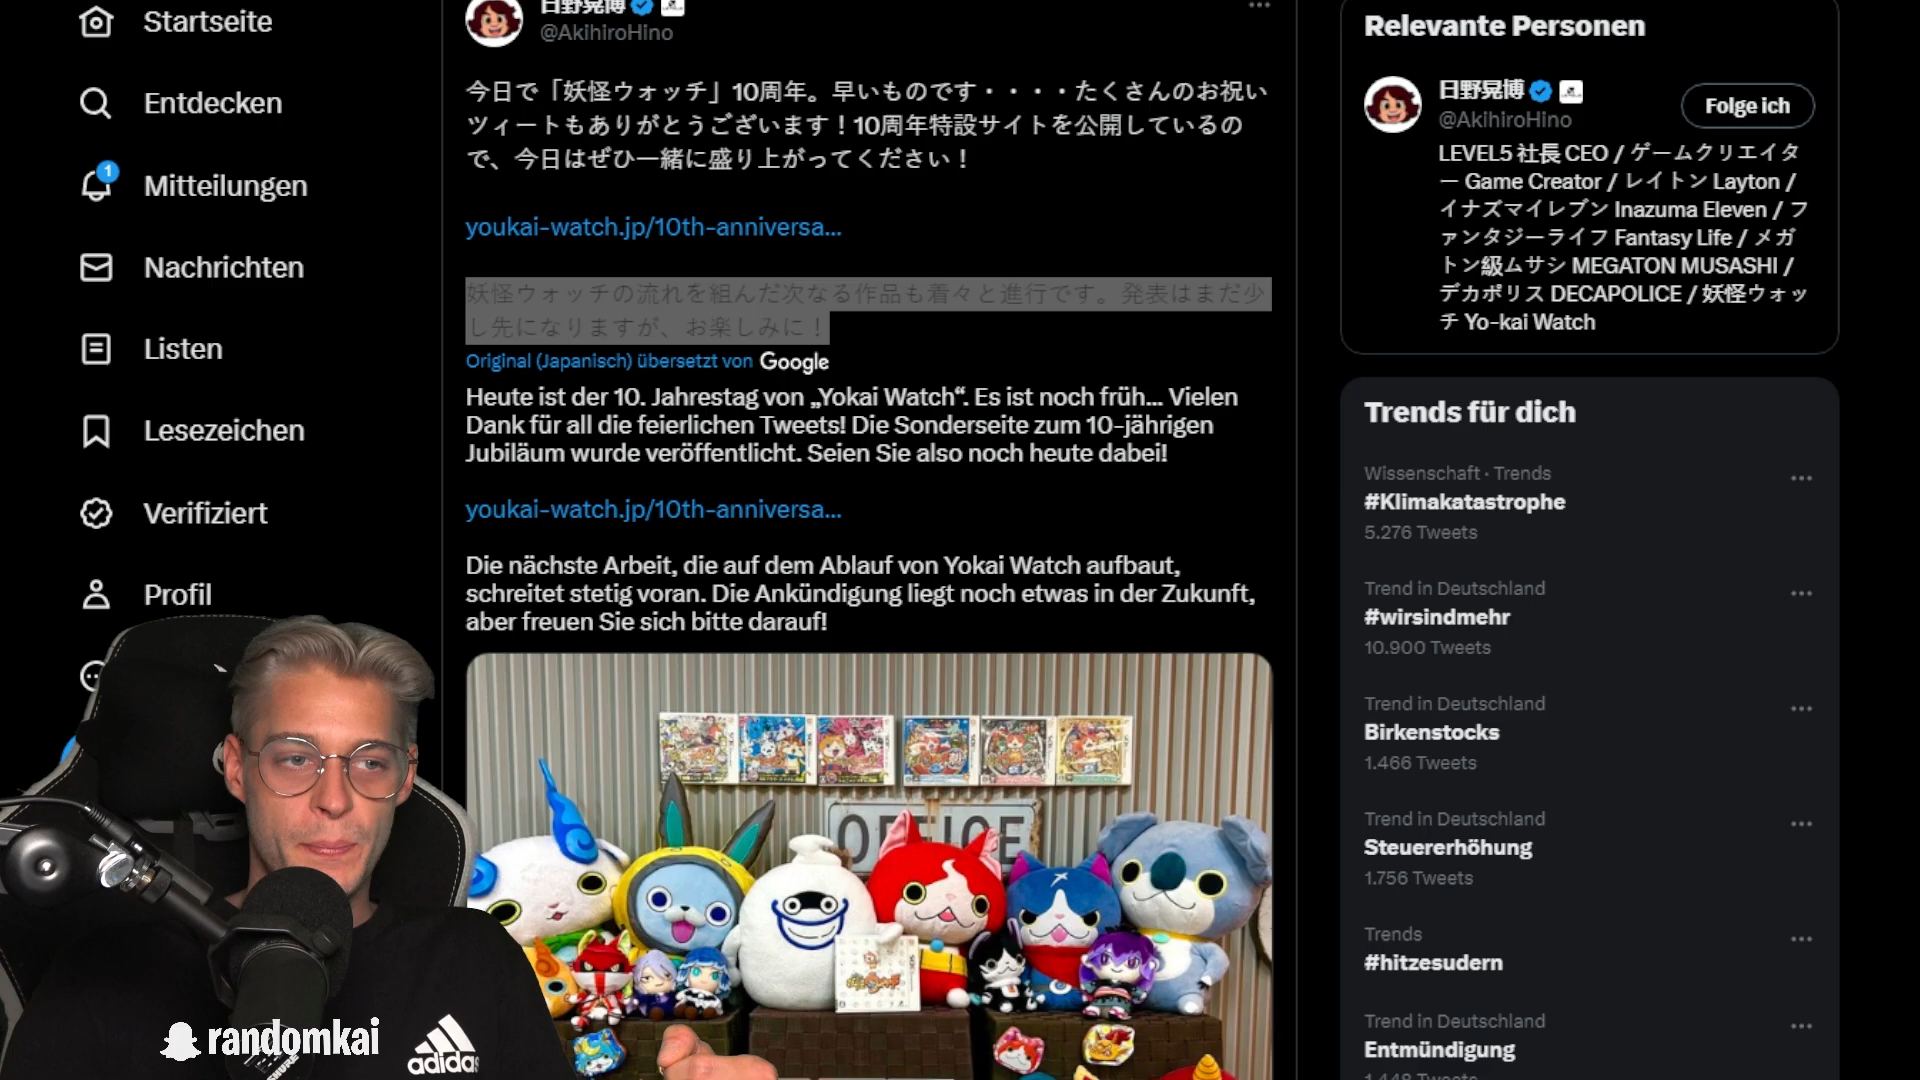 Startseite
Entdecken
1
Mitteilungen
Nachrichten
Listen
Lesezeichen
Verifiziert
Profil
日野晃博
@AkihiroHino
今日で「妖怪ウォッチ」10周年。早いものです・・・・たくさんのお祝い
ツィートもありがとうございます！10周年特設サイトを公開しているの
で、今日はぜひ一緒に盛り上がってください！
youkai-watch.jp/10th-anniversa...
妖怪ウォッチの流れを組んだ次なる作品も着々と進行です。発表はまだ少
し先になりますが、お楽しみに！
Original (Japanisch) übersetzt von Google
Heute ist der 10. Jahrestag von „Yokai Watch“. Es ist noch früh... Vielen
Dank für all die feierlichen Tweets! Die Sonderseite zum 10-jährigen
Jubiläum wurde veröffentlicht. Seien Sie also noch heute dabei!
youkai-watch.jp/10th-anniversa...
Die nächste Arbeit, die auf dem Ablauf von Yokai Watch aufbaut,
schreitet stetig voran. Die Ankündigung liegt noch etwas in der Zukunft,
aber freuen Sie sich bitte darauf!
OFFICE
randomkai
adidas
SHURE
Relevante Personen
日野晃博
@AkihiroHino
Folge ich
LEVEL5 社長 CEO / ゲームクリエイタ
ー Game Creator / レイトン Layton /
イナズマイレブン Inazuma Eleven / フ
ァンタジーライフ Fantasy Life / メガ
トン級ムサシ MEGATON MUSASHI /
デカポリス DECAPOLICE / 妖怪ウォッ
チ Yo-kai Watch
Trends für dich
Wissenschaft · Trends
#Klimakatastrophe
5.276 Tweets
Trend in Deutschland
#wirsindmehr
10.900 Tweets
Trend in Deutschland
Birkenstocks
1.466 Tweets
Trend in Deutschland
Steuererhöhung
1.756 Tweets
Trends
#hitzesudern
Trend in Deutschland
Entmündigung
1.448 Tweets